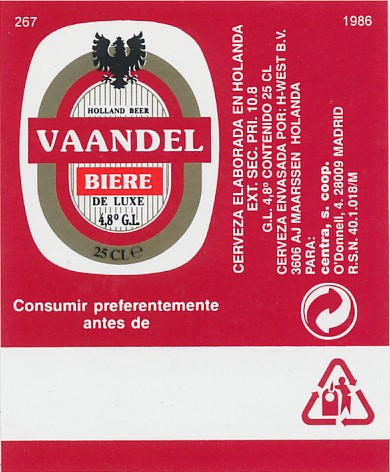 267
1986
HOLLAND BEER
VAANDEL
BIERE
DE LUXE
4,8º G.L.
25 CL e
Consumir preferentemente
antes de
CERVEZA ELABORADA EN HOLANDA
EXT. SEC. PRI. 10.8
G.L. 4,8º CONTENIDO 25 CL
CERVEZA ENVASADA POR: H-WEST B.V.
3606 AJ MAARSSEN HOLANDA
PARA:
centra, s. coop.
O'Donnell, 4. 28009 MADRID
R.S.N. 40.1.018/M